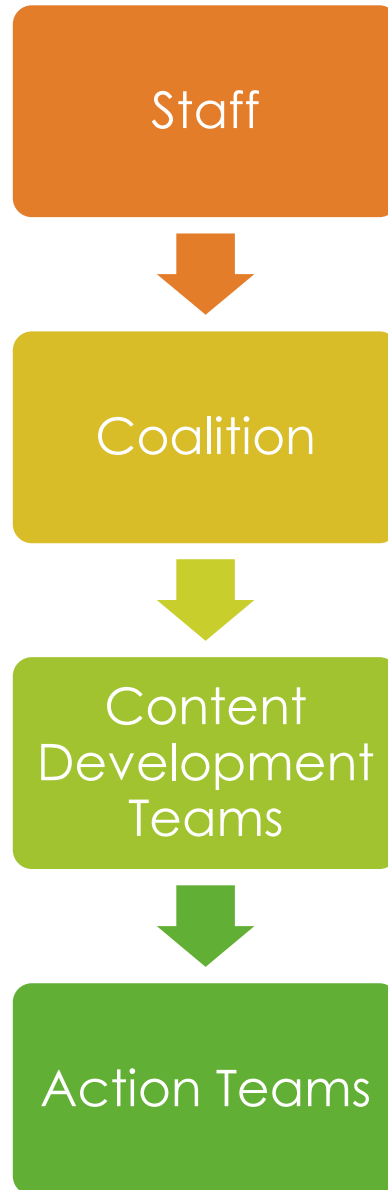 Staff
Coalition
Content
Development
Teams
Action Teams